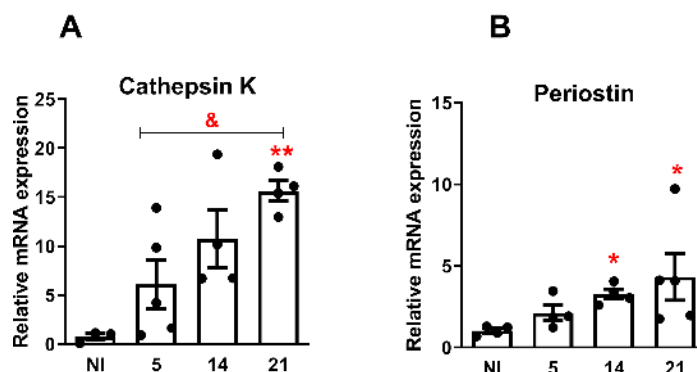 A
Cathepsin K
Relative mRNA expression
25
20
15
10
5
0
&
**
NI 5 14 21
B
Periostin
Relative mRNA expression
15
10
5
0
*
*
NI 5 14 21